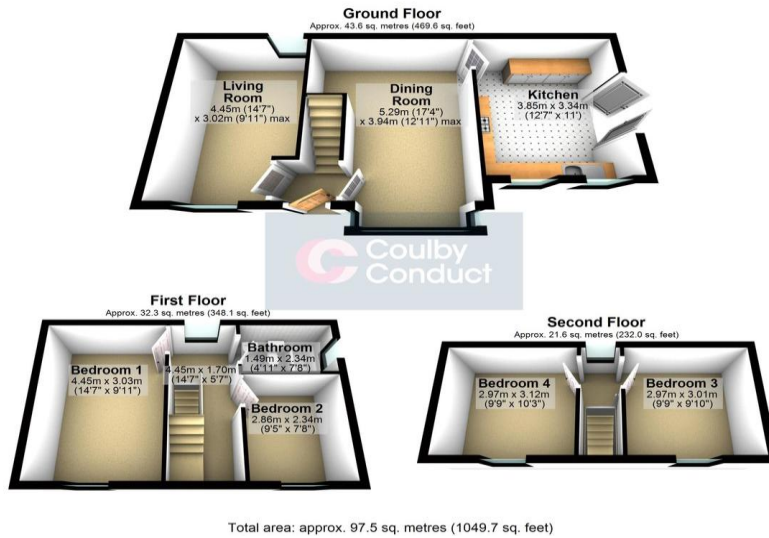 Ground Floor
Approx. 43.6 sq. metres (469.6 sq. feet)
Living
Room
4.45m (14'7")
x 3.02m (9'11") max
Dining
Room
5.29m (17'4")
x 3.94m (12'11") max
Kitchen
3.85m x 3.34m
(12'7" x 11')
Coulby
Conduct
First Floor
Approx. 32.3 sq. metres (348.1 sq. feet)
Bedroom 1
4.45m x 3.03m
(14'7" x 9'11")
4.45m x 1.70m
(14'7" x 5'7")
Bathroom
1.49m x 2.34m
(4'11" x 7'8")
Bedroom 2
2.86m x 2.34m
(9'5" x 7'8")
Second Floor
Approx. 21.6 sq. metres (232.0 sq. feet)
Bedroom 4
2.97m x 3.12m
(9'9" x 10'3")
Bedroom 3
2.97m x 3.01m
(9'9" x 9'10")
Total area: approx. 97.5 sq. metres (1049.7 sq. feet)